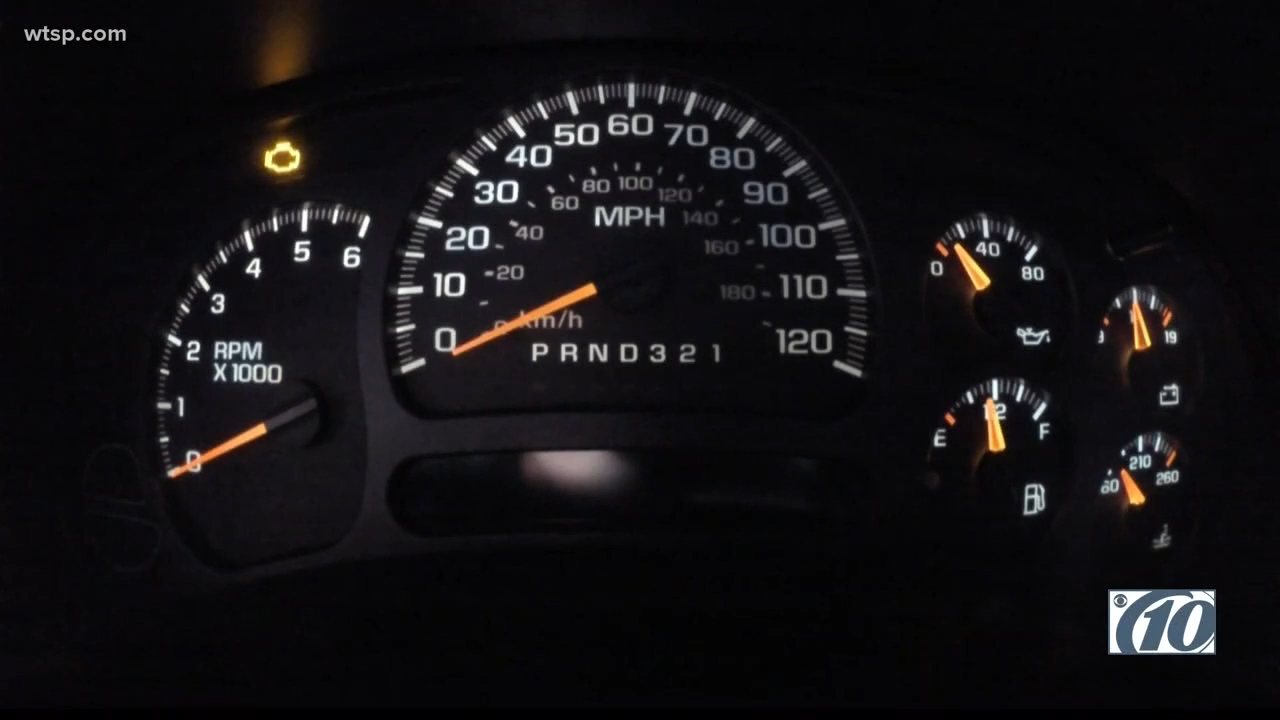 wtsp.com
0 1 2 3 4 5 6
RPM
X1000
0 10 20 30 40 50 60 70 80 90 100 110 120
20 40 60 80 100 120 140 160 180
MPH
km/h
PRND321
0 40 80
E F
19
210 260
10